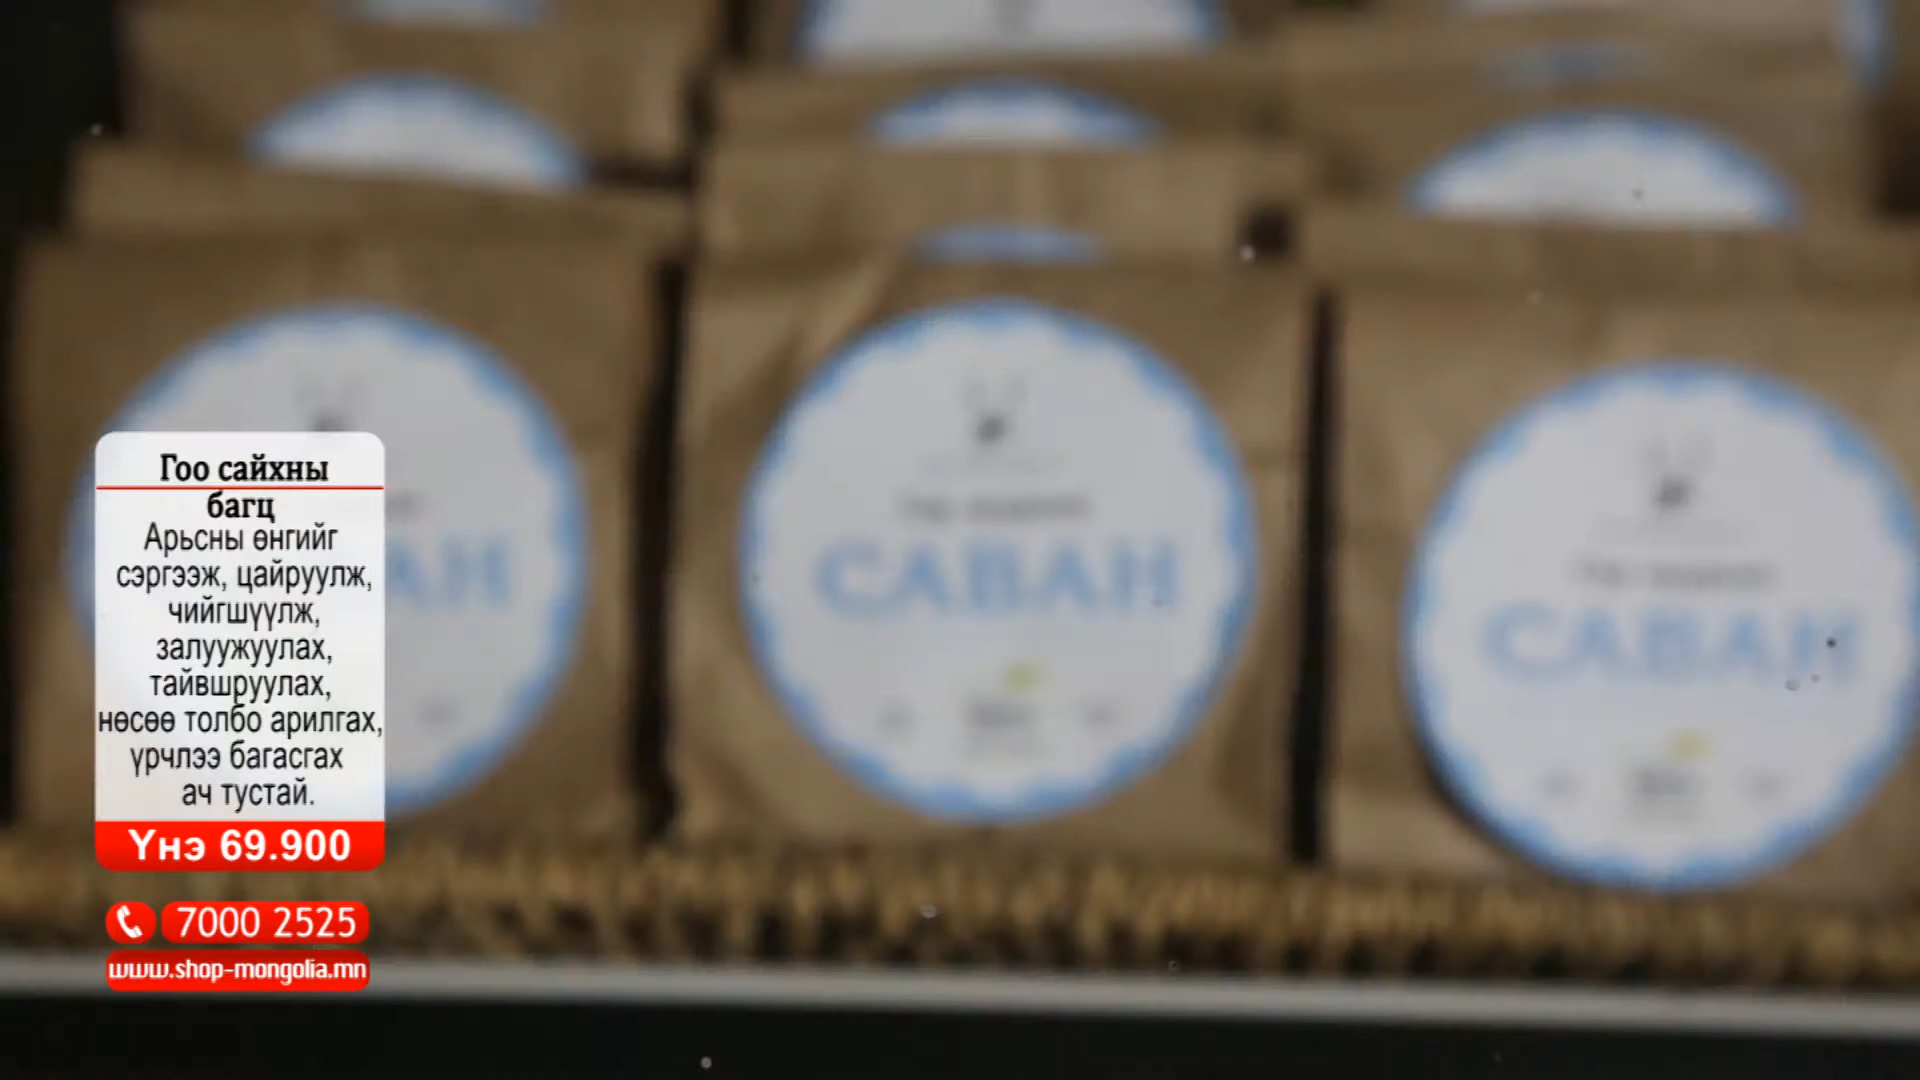 Гоо сайхны
багц
Арьсны өнгийг
сэргээж, цайруулж,
чийгшүүлж,
залуужуулах,
тайвшруулах,
нөсөө толбо арилгах,
үрчлээ багасгах
ач тустай.
Үнэ 69.900
7000 2525
www.shop-mongolia.mn
АН
САВАН
САВАН